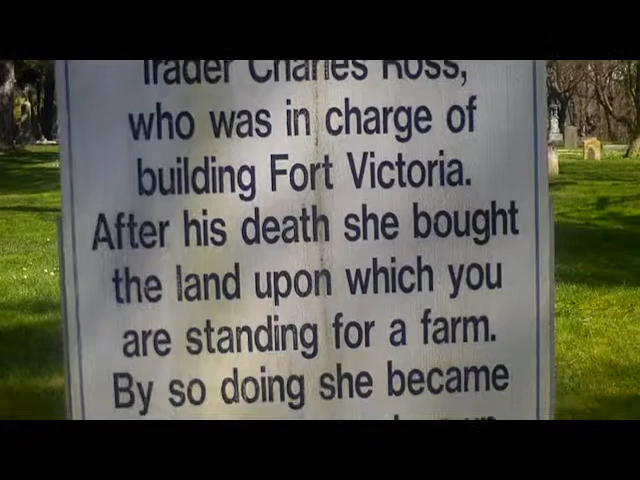 Trader Charles Ross,
who was in charge of
building Fort Victoria.
After his death she bought
the land upon which you
are standing for a farm.
By so doing she became